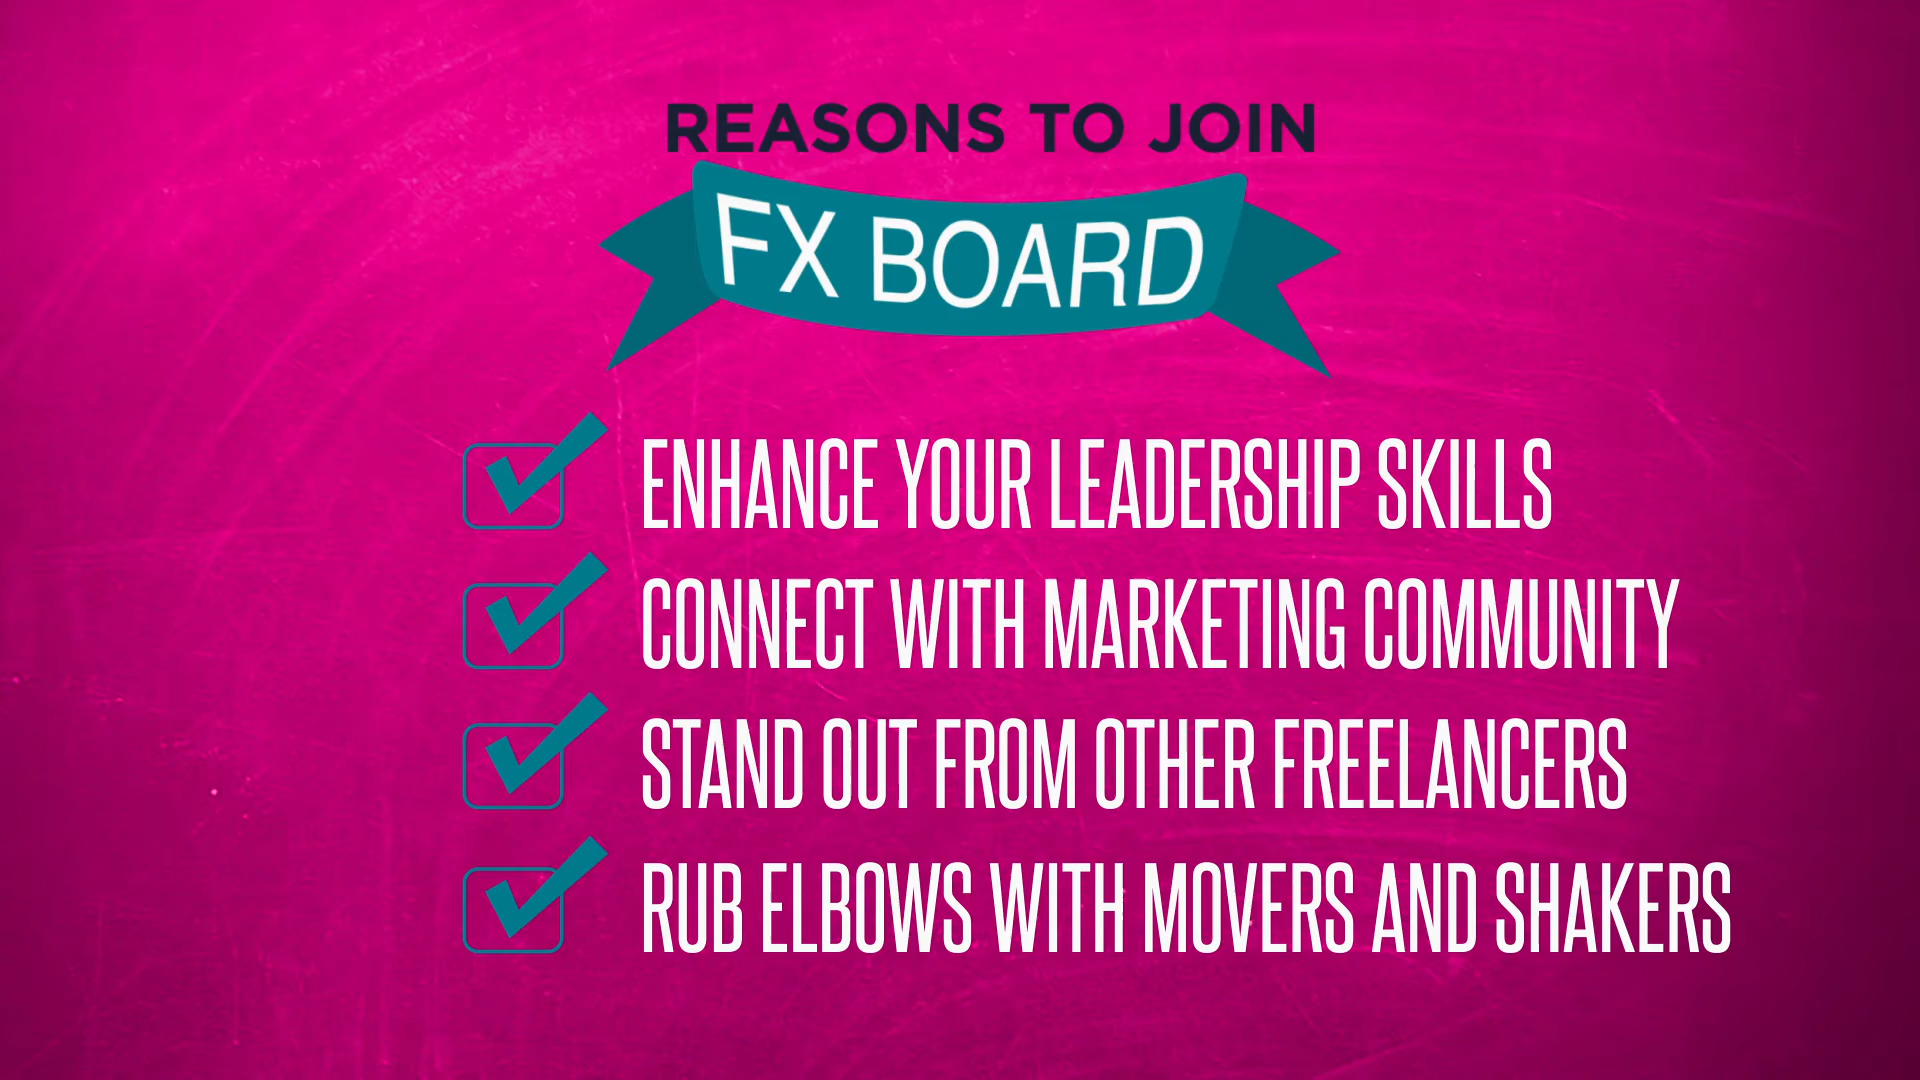 REASONS TO JOIN
FX BOARD
ENHANCE YOUR LEADERSHIP SKILLS
CONNECT WITH MARKETING COMMUNITY
STAND OUT FROM OTHER FREELANCERS
RUB ELBOWS WITH MOVERS AND SHAKERS